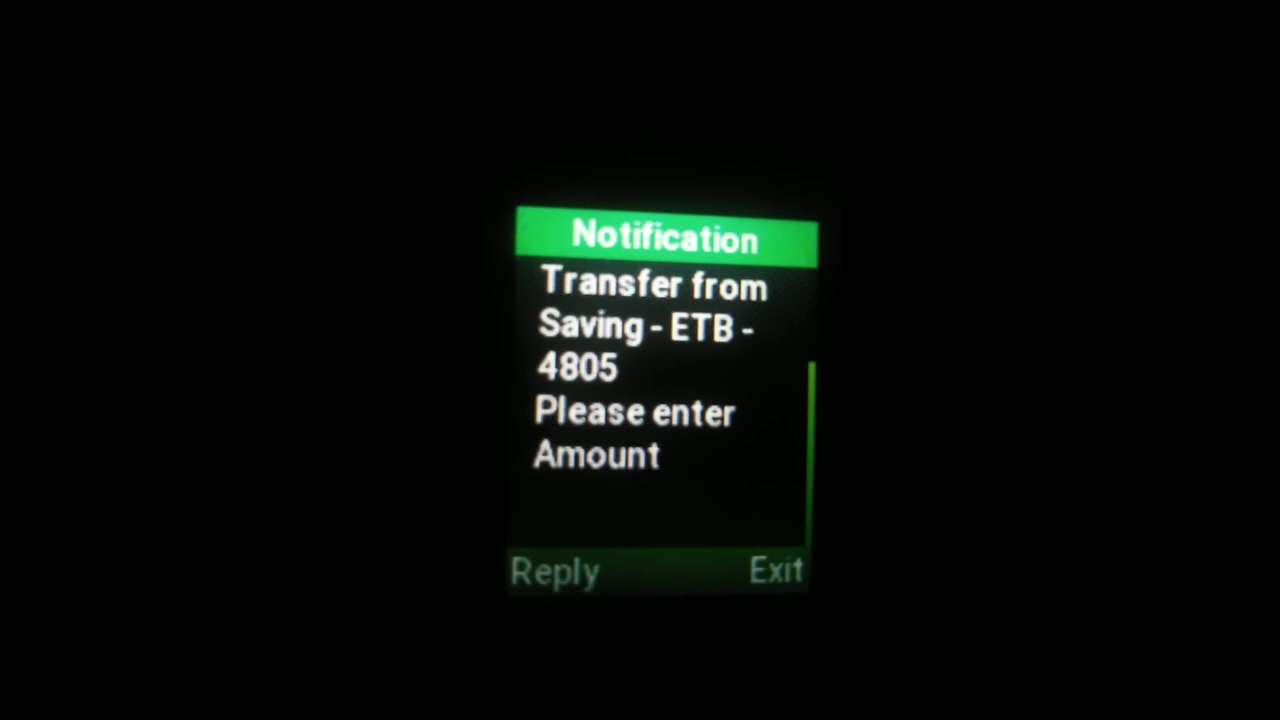 Notification
Transfer from
Saving - ETB -
4805
Please enter
Amount
Reply
Exit